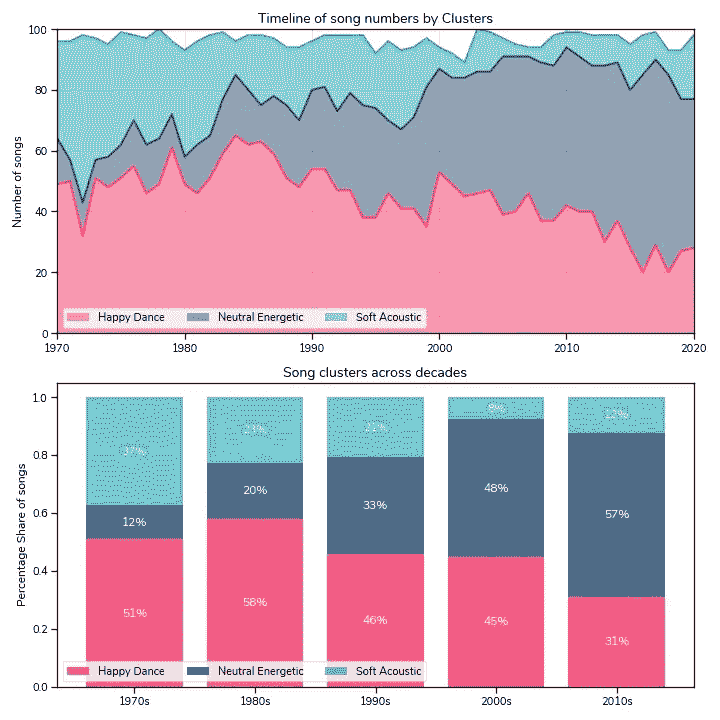 Timeline of song numbers by Clusters
Number of songs
100
80
60
40
20
0
Happy Dance Neutral Energetic Soft Acoustic
1970 1980 1990 2000 2010 2020
Song clusters across decades
Percentage Share of songs
1.0
0.8
0.6
0.4
0.2
0.0
48%
20% 33% 57%
12%
51% 58% 46% 45% 31%
Happy Dance Neutral Energetic Soft Acoustic
1970s 1980s 1990s 2000s 2010s